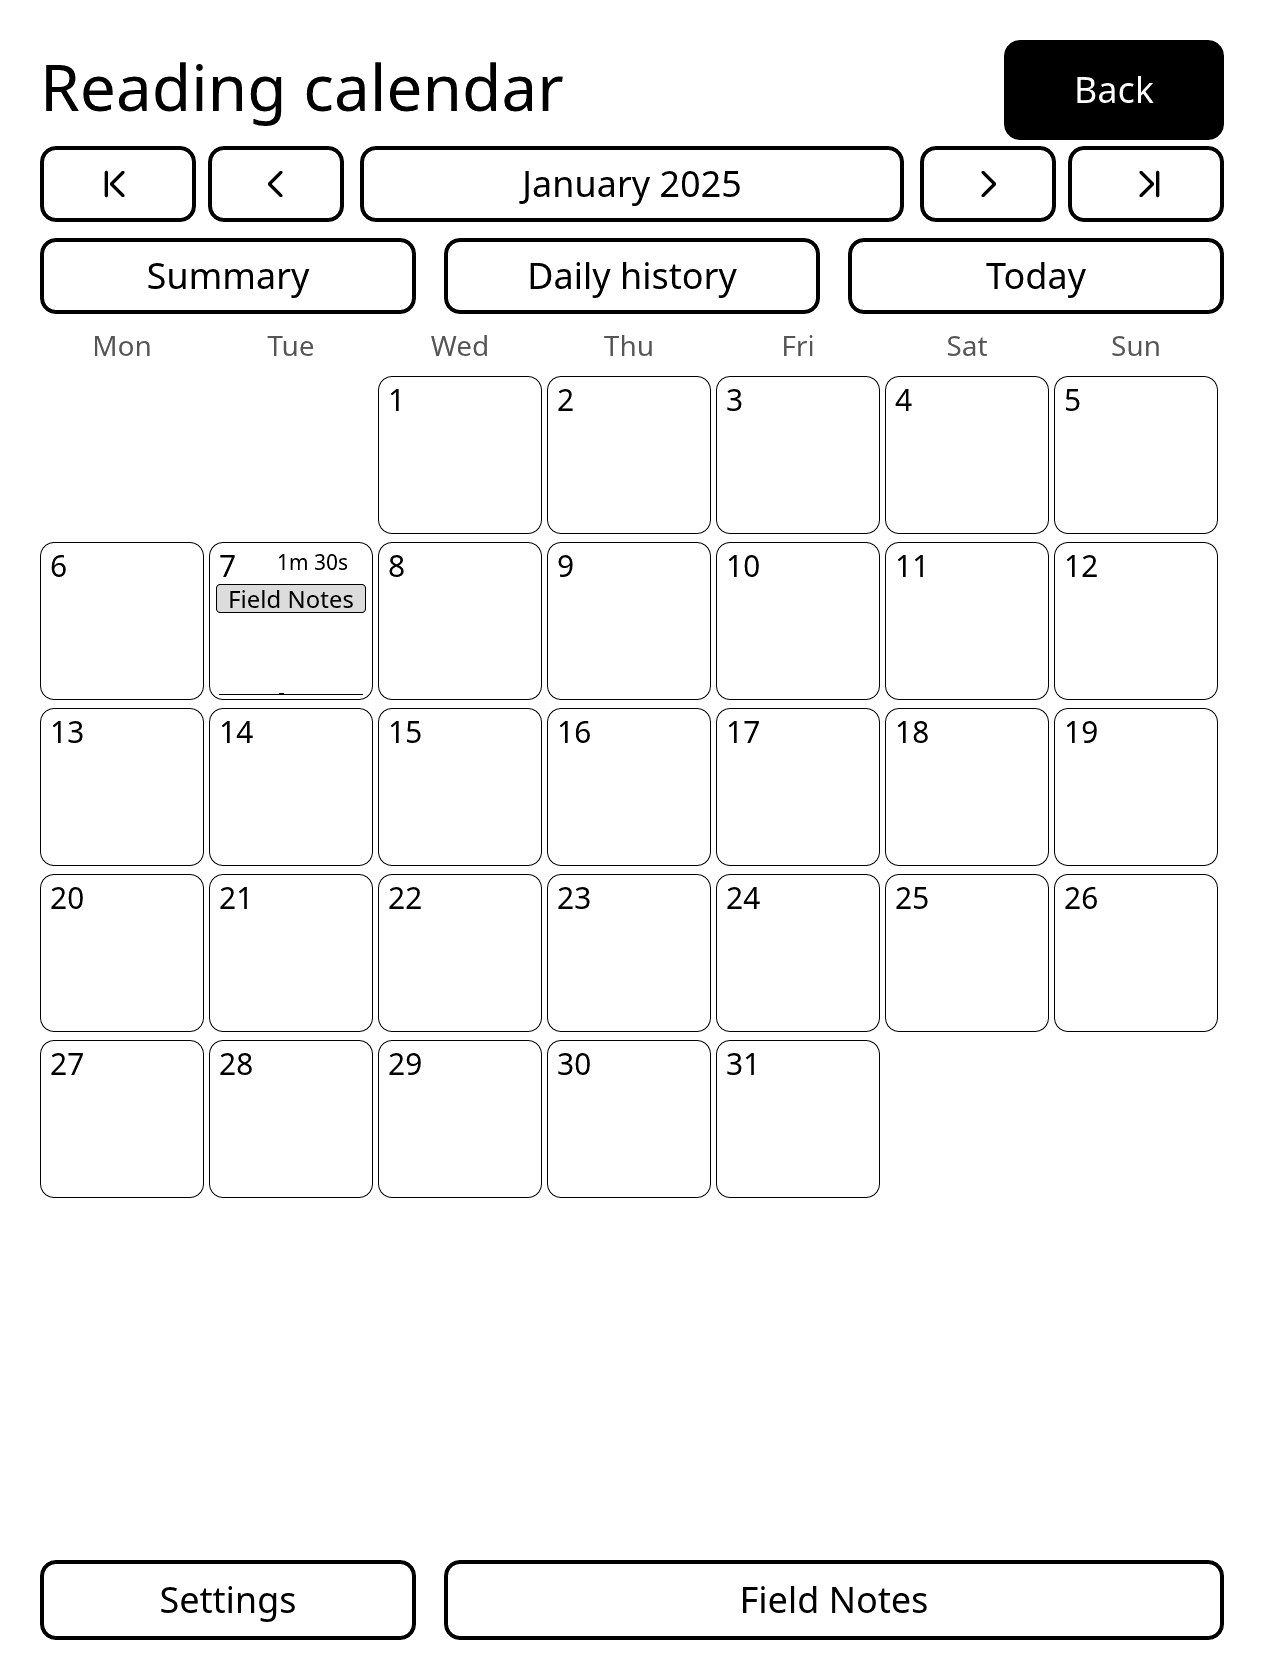 Reading calendar
Back
January 2025
Summary
Daily history
Today
Mon Tue Wed Thu Fri Sat Sun
1 2 3 4 5
6 7 1m 30s 8 9 10 11 12
Field Notes
13 14 15 16 17 18 19
20 21 22 23 24 25 26
27 28 29 30 31
Settings
Field Notes